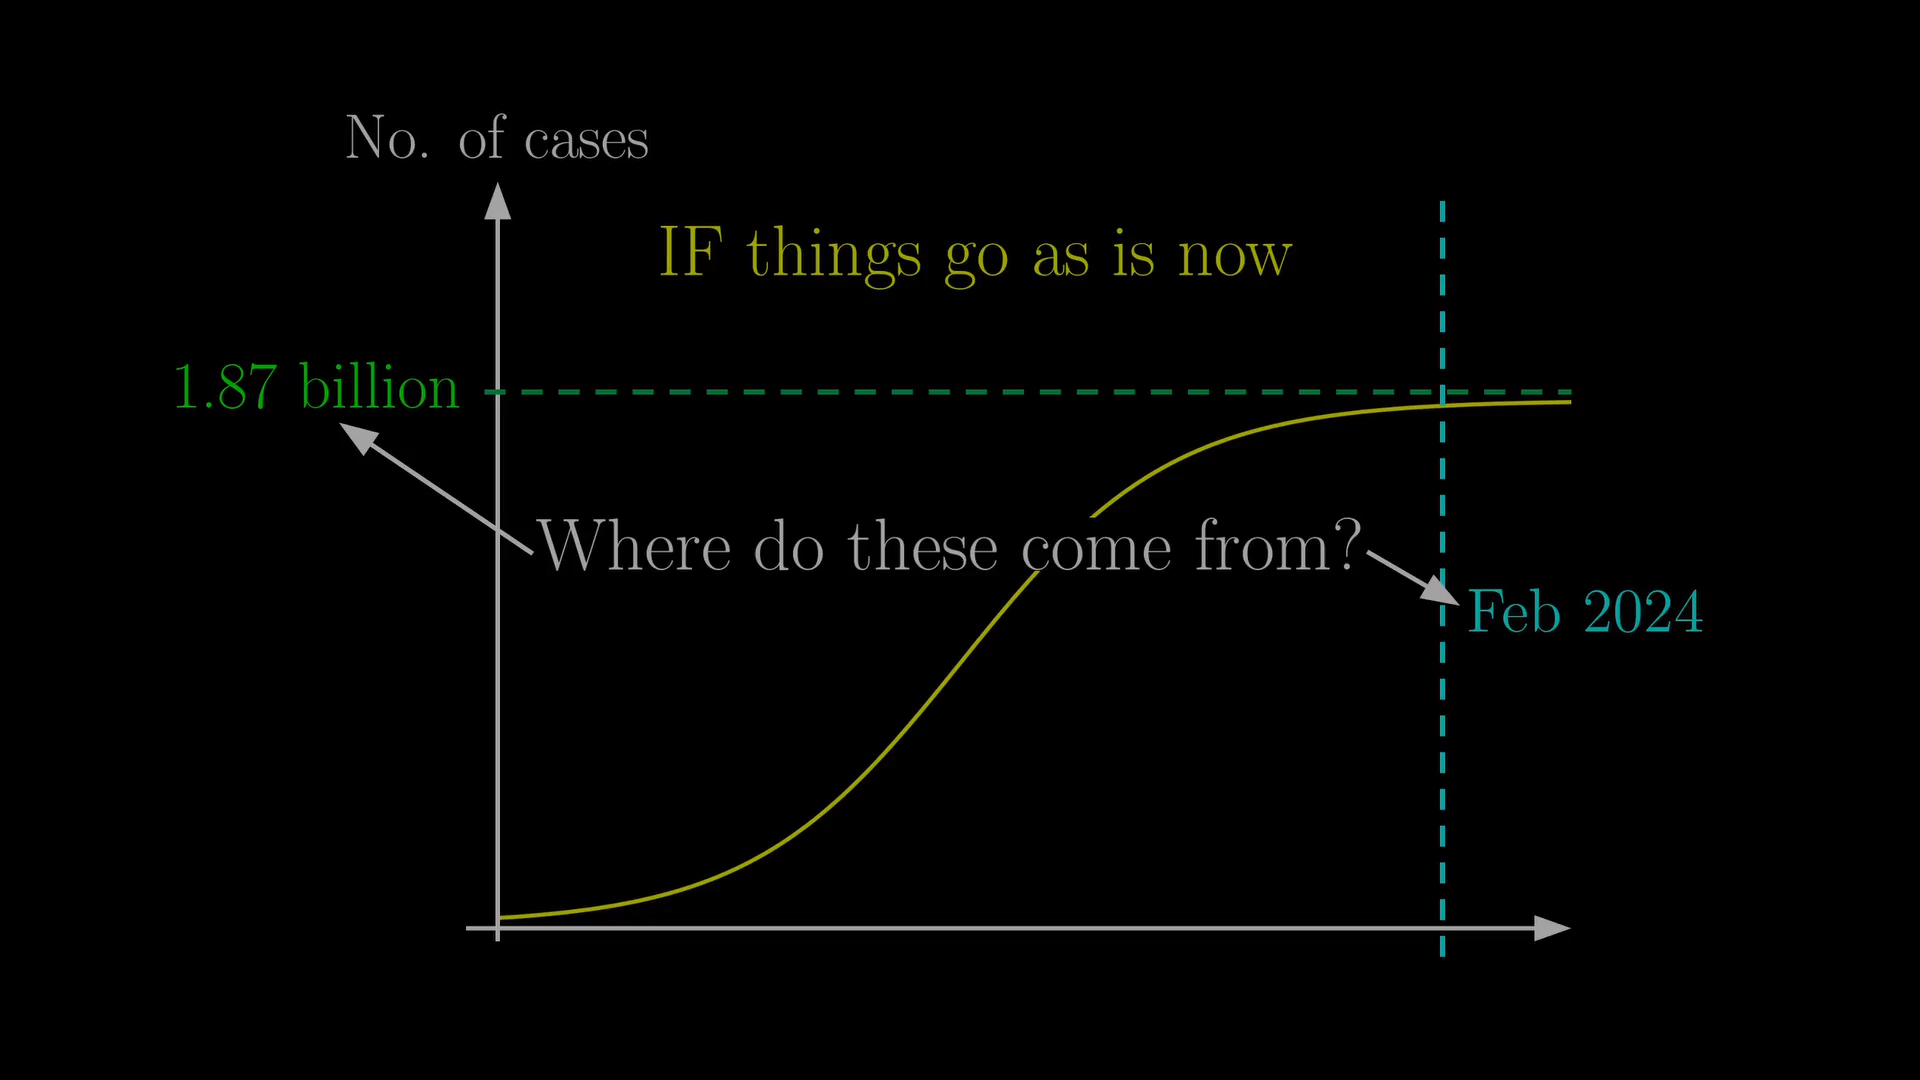 No. of cases
IF things go as is now
1.87 billion
Where do these come from?
Feb 2024